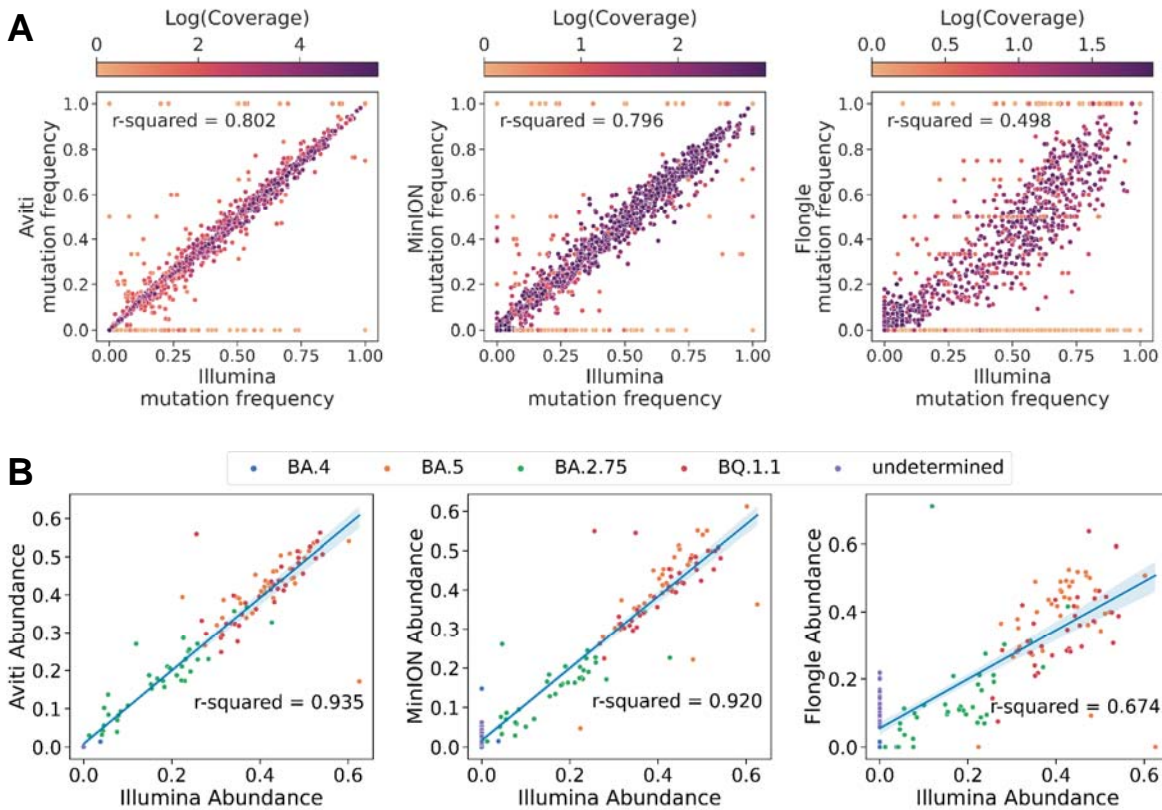 A
Log(Coverage) Log(Coverage) Log(Coverage)
0 2 4 0 1 2 0.0 0.5 1.0 1.5
r-squared = 0.802 r-squared = 0.796 r-squared = 0.498
1.0 1.0 1.0
0.8 0.8 0.8
0.6 0.6 0.6
0.4 0.4 0.4
0.2 0.2 0.2
0.0 0.0 0.0
Aviti
mutation frequency
MinION
mutation frequency
Flongle
mutation frequency
0.00 0.25 0.50 0.75 1.00 0.00 0.25 0.50 0.75 1.00 0.00 0.25 0.50 0.75 1.00
Illumina Illumina Illumina
mutation frequency mutation frequency mutation frequency
B
BA.4 BA.5 BA.2.75 BQ.1.1 undetermined
Aviti Abundance
0.6
0.5
0.4
0.3
0.2
0.1
0.0
r-squared = 0.935
0.0 0.2 0.4 0.6
Illumina Abundance
MinION Abundance
0.6
0.5
0.4
0.3
0.2
0.1
0.0
r-squared = 0.920
0.0 0.2 0.4 0.6
Illumina Abundance
Flongle Abundance
0.6
0.4
0.2
0.0
r-squared = 0.674
0.0 0.2 0.4 0.6
Illumina Abundance